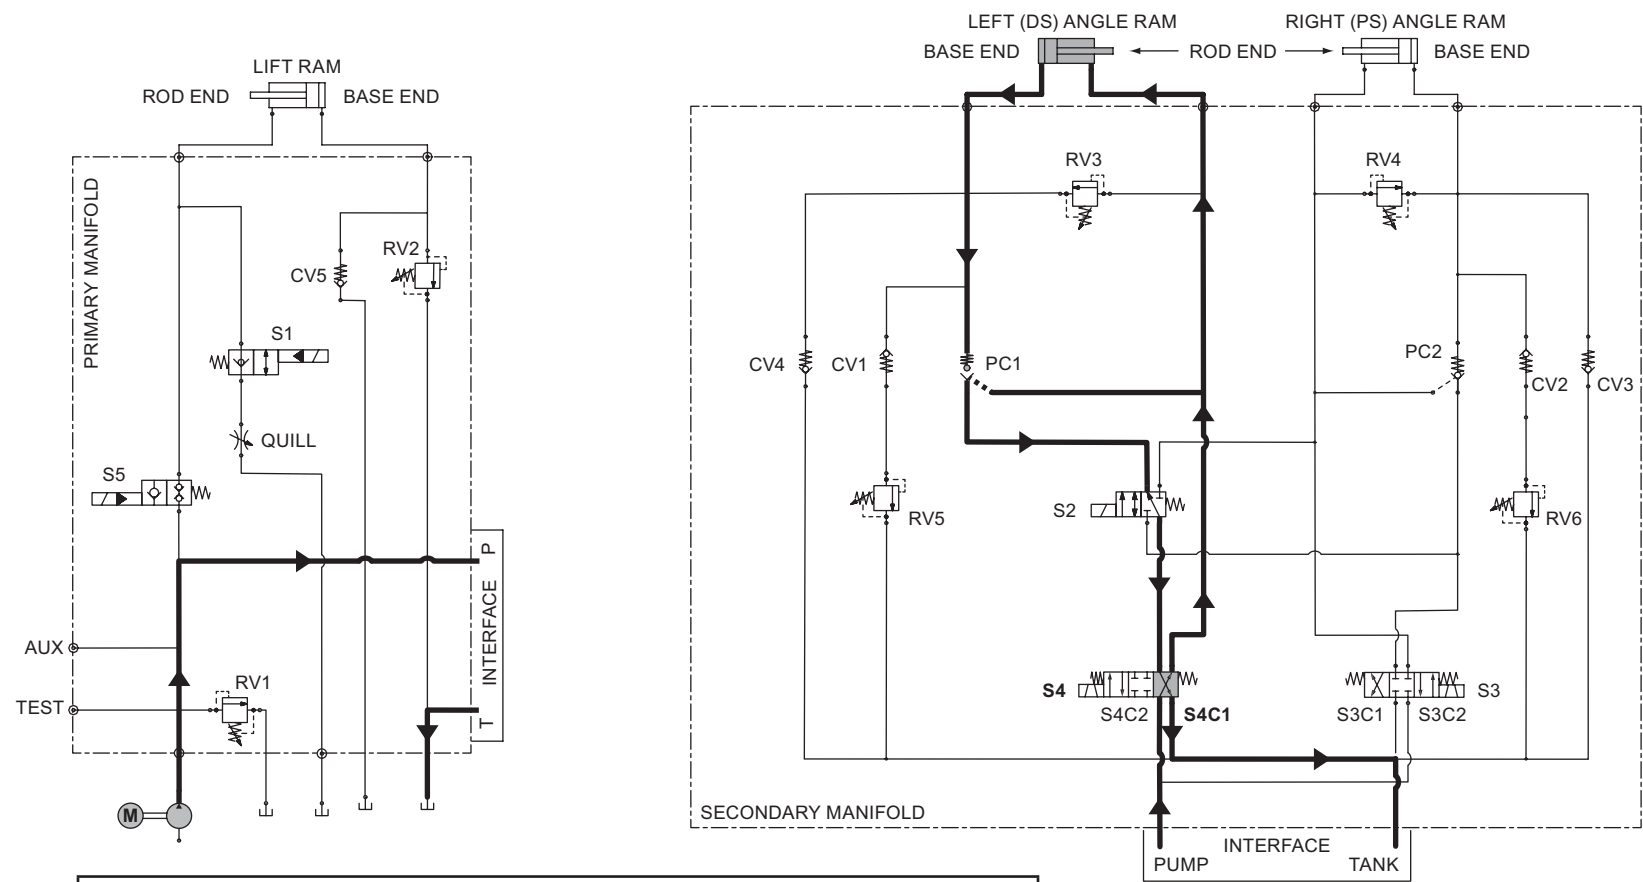 LEFT (DS) ANGLE RAM
RIGHT (PS) ANGLE RAM
BASE END
ROD END
BASE END
LIFT RAM
ROD END
BASE END
PRIMARY MANIFOLD
RV3
RV4
RV2
CV5
S1
CV4
CV1
PC1
PC2
CV2
CV3
QUILL
S5
S2
RV5
RV6
P
INTERFACE
T
AUX
TEST
RV1
S4
S4C2
S4C1
S3C1
S3C2
S3
M
SECONDARY MANIFOLD
INTERFACE
PUMP
TANK